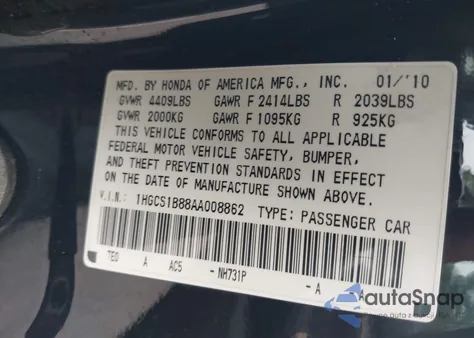 MFD. BY HONDA OF AMERICA MFG., INC. 01/'10
GVWR 4409LBS GAWR F 2414LBS R 2039LBS
GVWR 2000KG GAWR F 1095KG R 925KG
THIS VEHICLE CONFORMS TO ALL APPLICABLE
FEDERAL MOTOR VEHICLE SAFETY, BUMPER,
AND THEFT PREVENTION STANDARDS IN EFFECT
ON THE DATE OF MANUFACTURE SHOWN ABOVE.
V.I.N.: 1HGCS1B88AA008862 TYPE: PASSENGER CAR
TE0 A AC5 - NH731P -A
AutoSnap